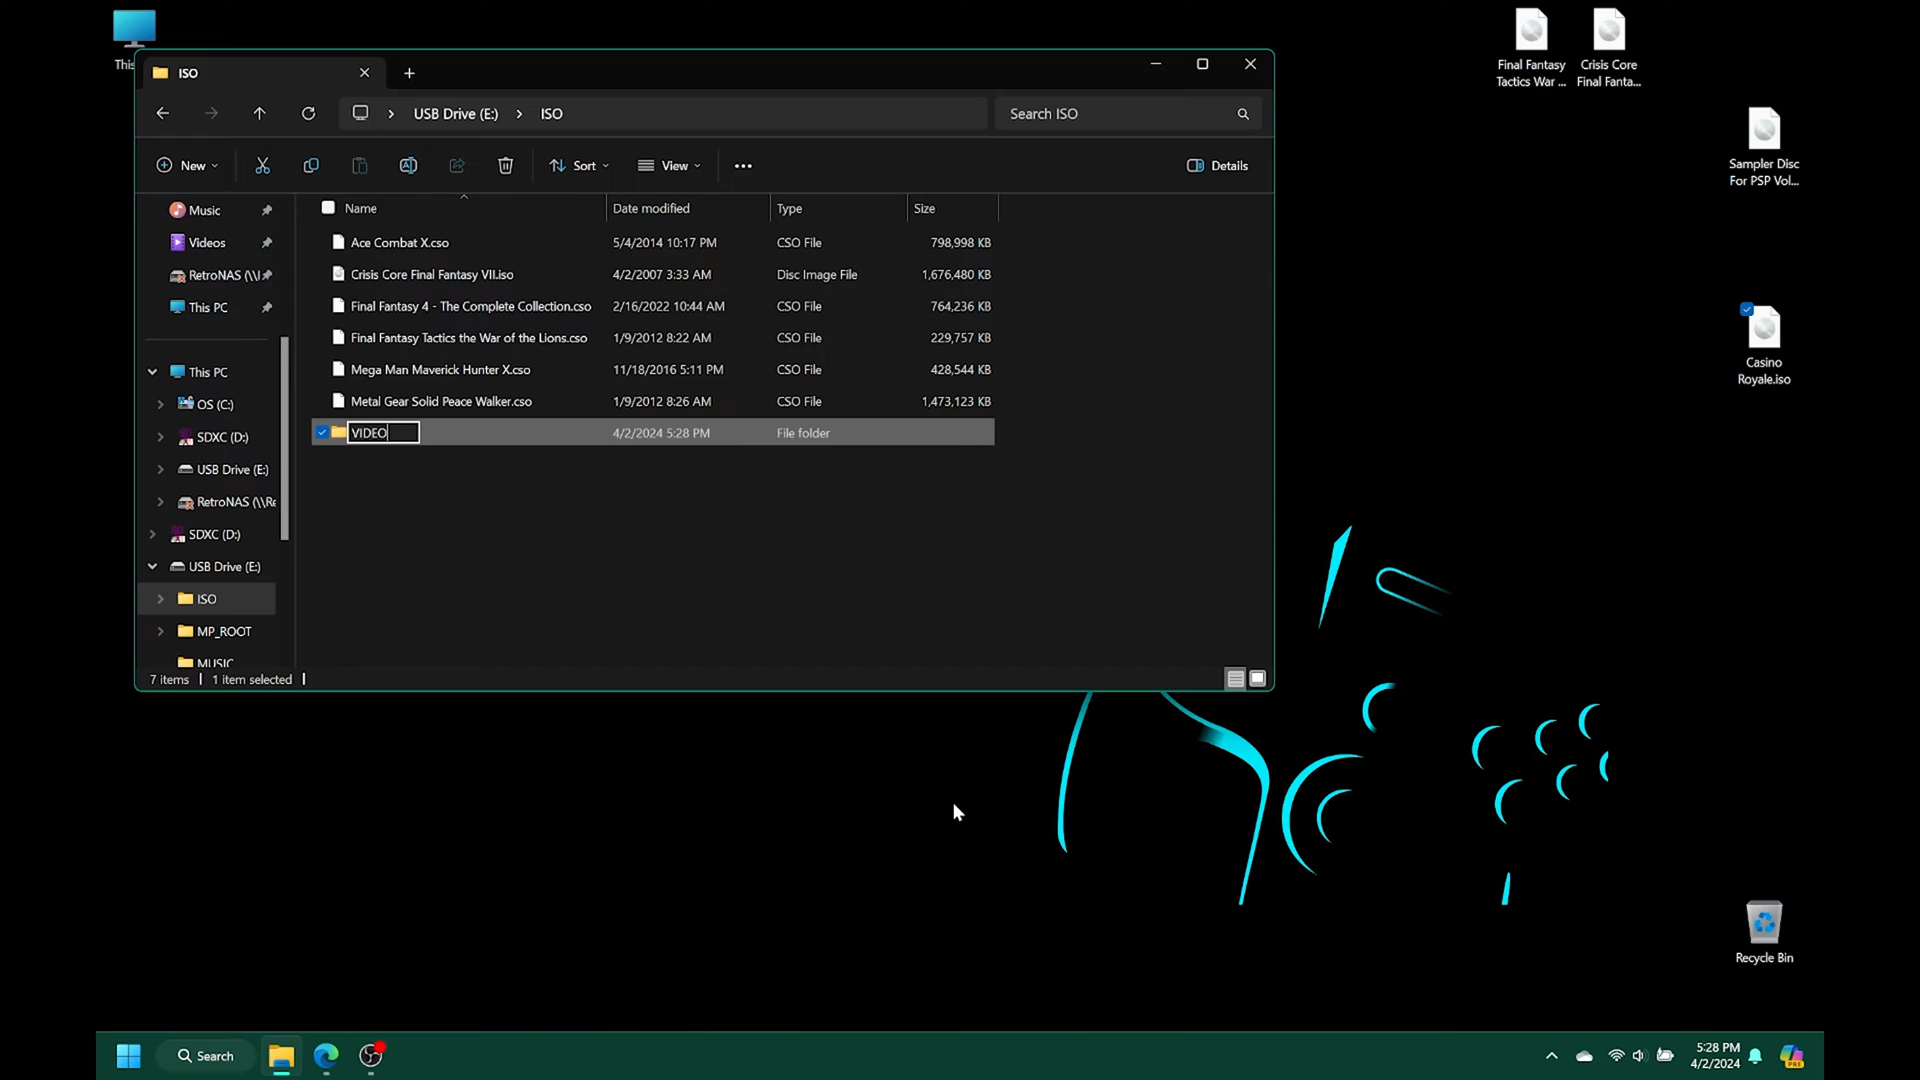 This
Final Fantasy
Tactics War ...
Crisis Core
Final Fanta...
ISO
USB Drive (E:)
ISO
Search ISO
New
Sort
View
Details
Name
Date modified
Type
Size
Music
Videos
RetroNAS (\\I
This PC
This PC
OS (C:)
SDXC (D:)
USB Drive (E:)
RetroNAS (\\Re
SDXC (D:)
USB Drive (E:)
ISO
MP_ROOT
MUSIC
Ace Combat X.cso 5/4/2014 10:17 PM CSO File 798,998 KB
Crisis Core Final Fantasy VII.iso 4/2/2007 3:33 AM Disc Image File 1,676,480 KB
Final Fantasy 4 - The Complete Collection.cso 2/16/2022 10:44 AM CSO File 764,236 KB
Final Fantasy Tactics the War of the Lions.cso 1/9/2012 8:22 AM CSO File 229,757 KB
Mega Man Maverick Hunter X.cso 11/18/2016 5:11 PM CSO File 428,544 KB
Metal Gear Solid Peace Walker.cso 1/9/2012 8:26 AM CSO File 1,473,123 KB
VIDEO 4/2/2024 5:28 PM File folder
7 items
1 item selected
Sampler Disc
For PSP Vol...
Casino
Royale.iso
Recycle Bin
Search
5:28 PM
4/2/2024
PRE